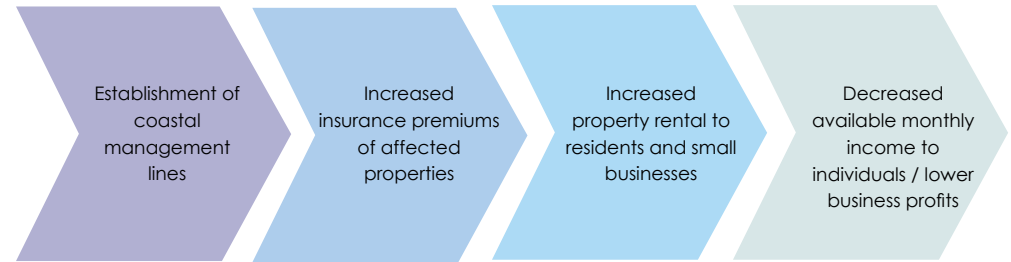 Establishment of
coastal
management
lines
Increased
insurance premiums
of affected
properties
Increased
property rental to
residents and small
businesses
Decreased
available monthly
income to
individuals / lower
business profits